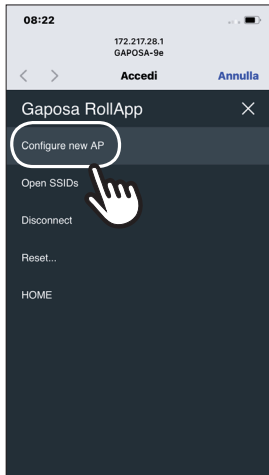 08:22
172.217.28.1
GAPOSA-9e
Accedi
Annulla
Gaposa RollApp
Configure new AP
Open SSIDs
Disconnect
Reset...
HOME